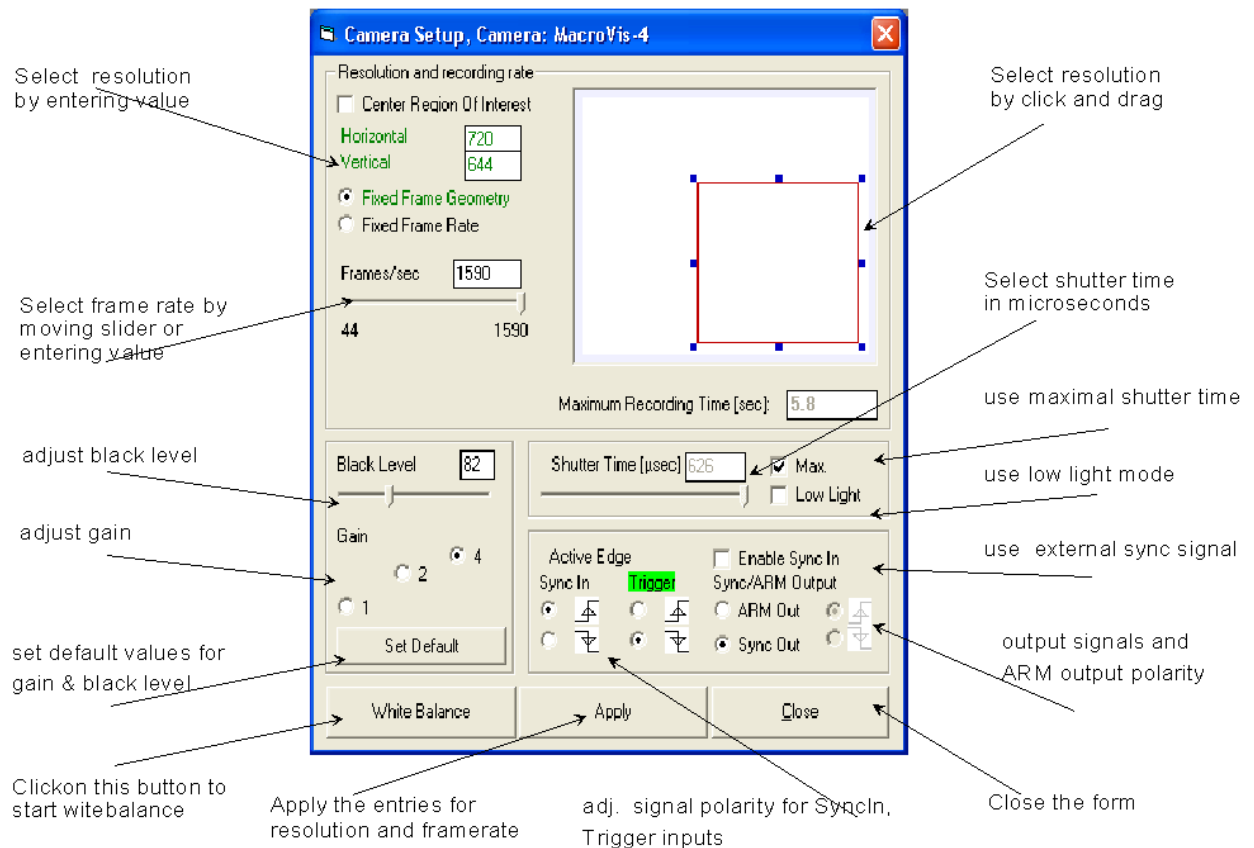 Camera Setup, Camera: MacroVis-4
Select resolution
by entering value
Resolution and recording rate
Center Region Of Interest
Horizontal 720
Vertical 644
Fixed Frame Geometry
Fixed Frame Rate
Frames/sec 1590
44 1590
Select resolution
by click and drag
Select frame rate by
moving slider or
entering value
Select shutter time
in microseconds
Maximum Recording Time [sec]: 5.8
use maximal shutter time
adjust black level
Black Level 82
Shutter Time [µsec] 626
Max.
Low Light
use low light mode
adjust gain
Gain
4
2
1
Set Default
set default values for
gain & black level
Active Edge
Sync In Trigger
Enable Sync In
Sync/ARM Output
ARM Out
Sync Out
use external sync signal
output signals and
ARM output polarity
White Balance
Apply
Close
Clickon this button to
start witebalance
Apply the entries for
resolution and framerate
adj. signal polarity for SyncIn,
Trigger inputs
Close the form